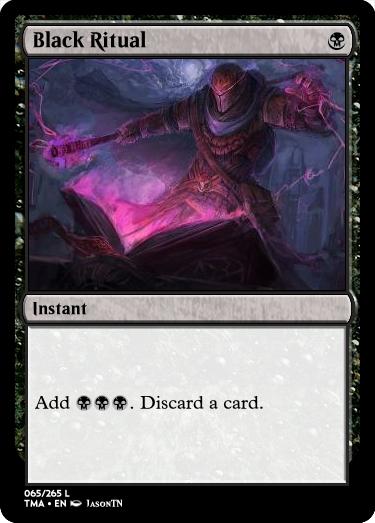 Black Ritual
Instant
Add . Discard a card.
065/265 L
TMA • EN JasonTN